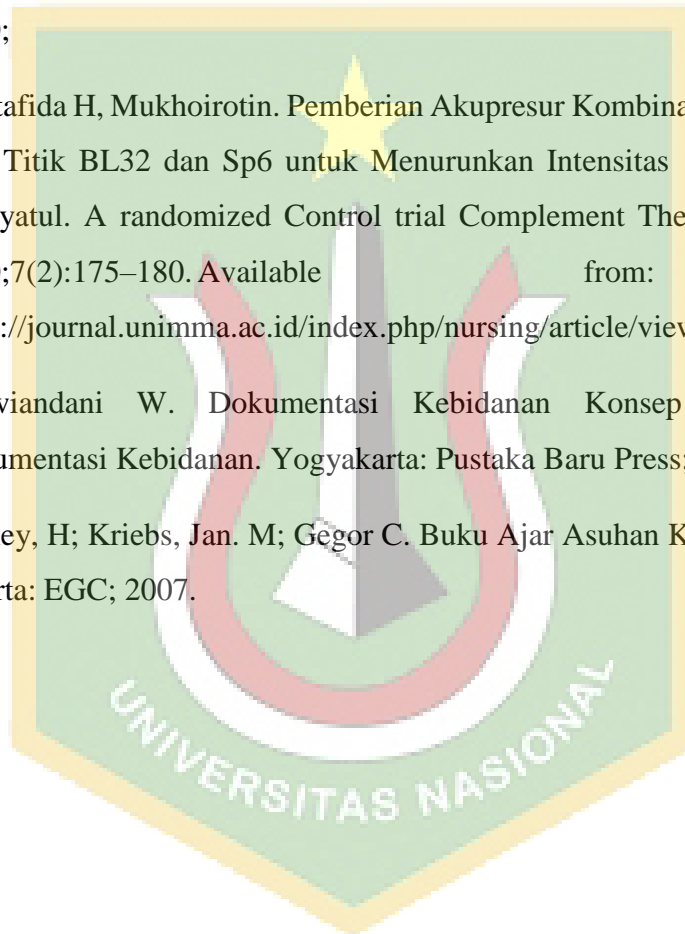 ;
tafida H, Mukhoirotin. Pemberian Akupresur Kombina
Titik BL32 dan Sp6 untuk Menurunkan Intensitas
yatul. A randomized Control trial Complement The
;7(2):175–180. Available from:
://journal.unimma.ac.id/index.php/nursing/article/view
viandani W. Dokumentasi Kebidanan Konsep
umentasi Kebidanan. Yogyakarta: Pustaka Baru Press;
ey, H; Kriebs, Jan. M; Gegor C. Buku Ajar Asuhan K
rta: EGC; 2007.
UNIVERSITAS NASIONAL